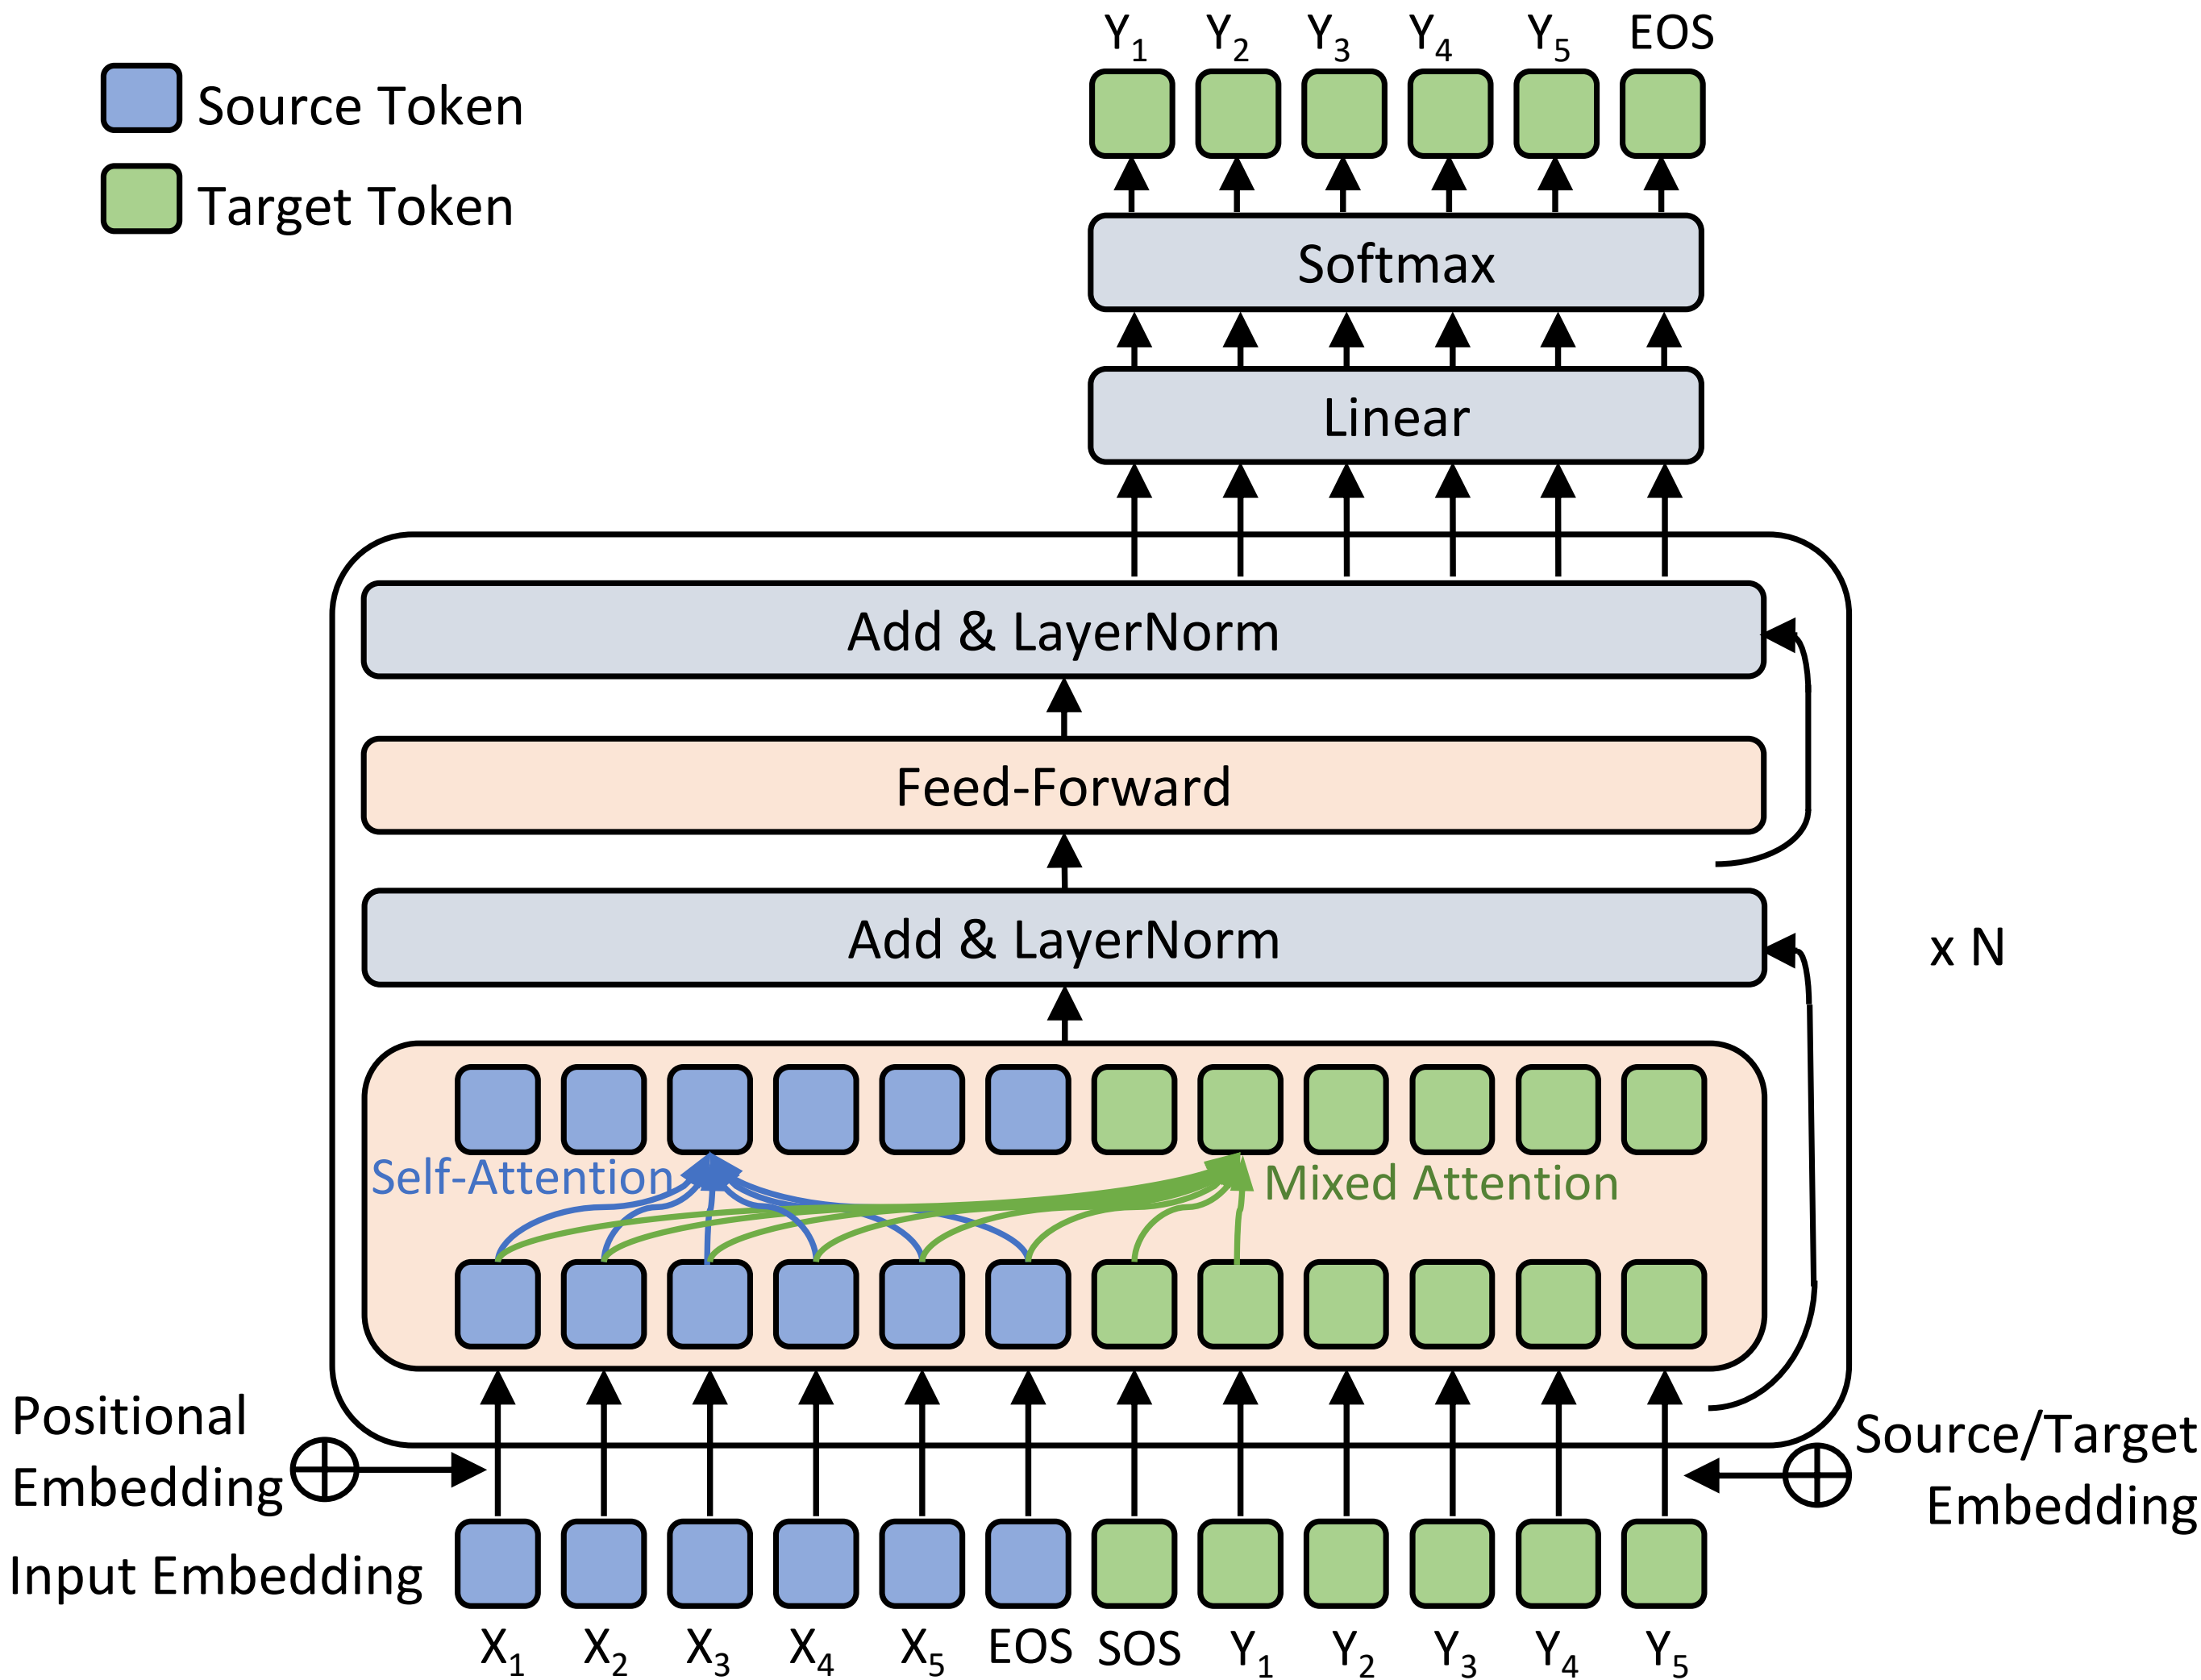 Y1 Y2 Y3 Y4 Y5 EOS
Source Token
Target Token
Softmax
Linear
Add & LayerNorm
Feed-Forward
Add & LayerNorm
x N
Self-Attention
Mixed Attention
Positional
Embedding
Source/Target
Embedding
Input Embedding
X1 X2 X3 X4 X5 EOS SOS Y1 Y2 Y3 Y4 Y5